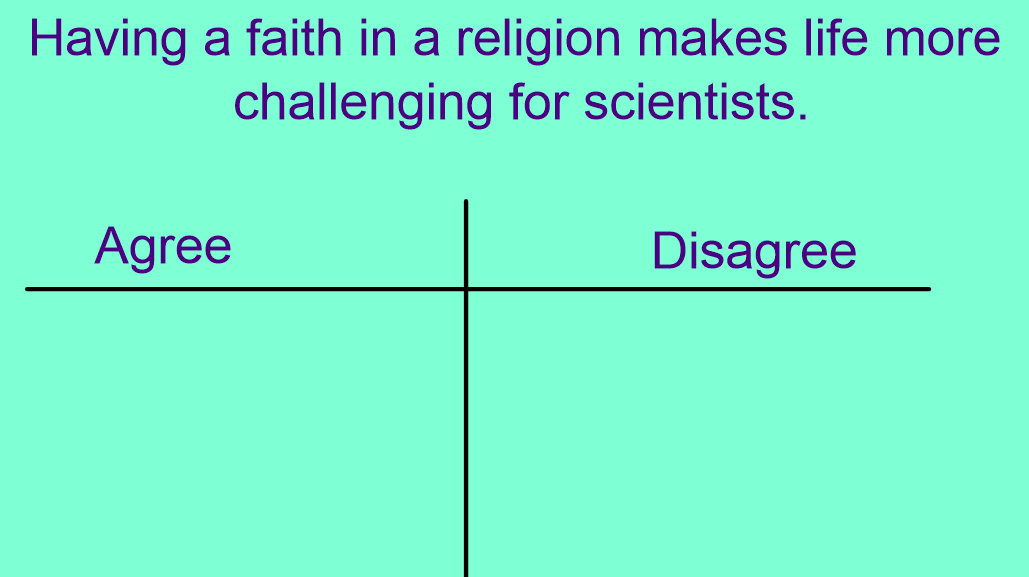 Having a faith in a religion makes life more
challenging for scientists.
Agree
Disagree